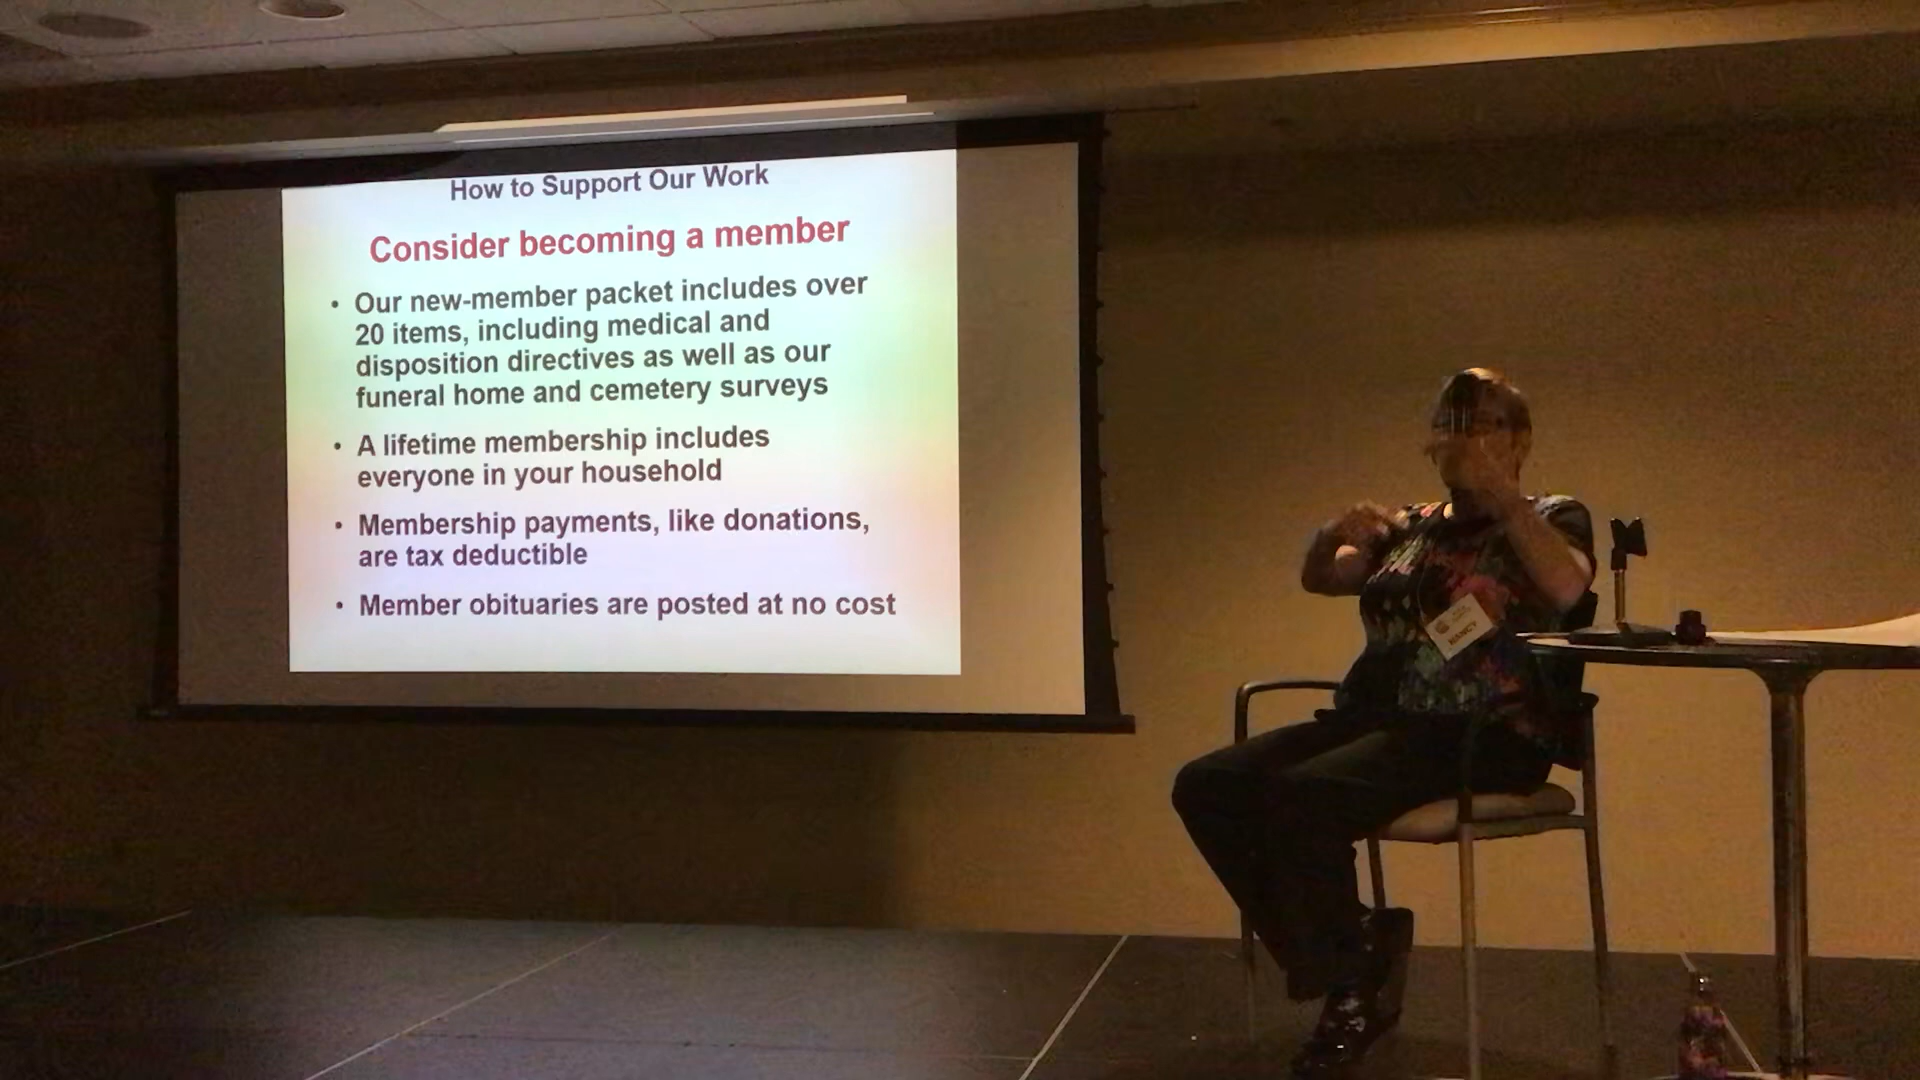 How to Support Our Work
Consider becoming a member
• Our new-member packet includes over
20 items, including medical and
disposition directives as well as our
funeral home and cemetery surveys
• A lifetime membership includes
everyone in your household
• Membership payments, like donations,
are tax deductible
• Member obituaries are posted at no cost
NANCY